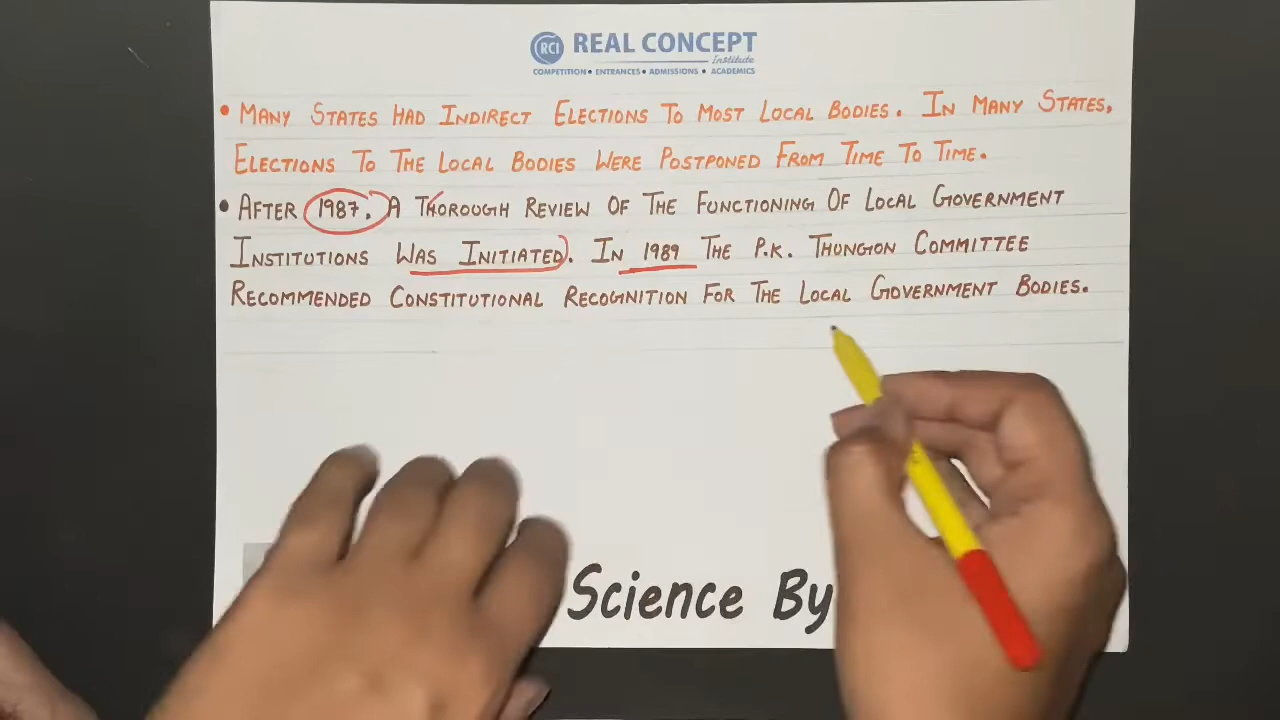 RCI REAL CONCEPT
Institute
COMPETITION • ENTRANCES • ADMISSIONS • ACADEMICS
• MANY STATES HAD INDIRECT ELECTIONS TO MOST LOCAL BODIES. IN MANY STATES,
ELECTIONS TO THE LOCAL BODIES WERE POSTPONED FROM TIME TO TIME.
• AFTER 1987, A THOROUGH REVIEW OF THE FUNCTIONING OF LOCAL GOVERNMENT
INSTITUTIONS WAS INITIATED. IN 1989 THE P.K. THUNGON COMMITTEE
RECOMMENDED CONSTITUTIONAL RECOGNITION FOR THE LOCAL GOVERNMENT BODIES.
Science By